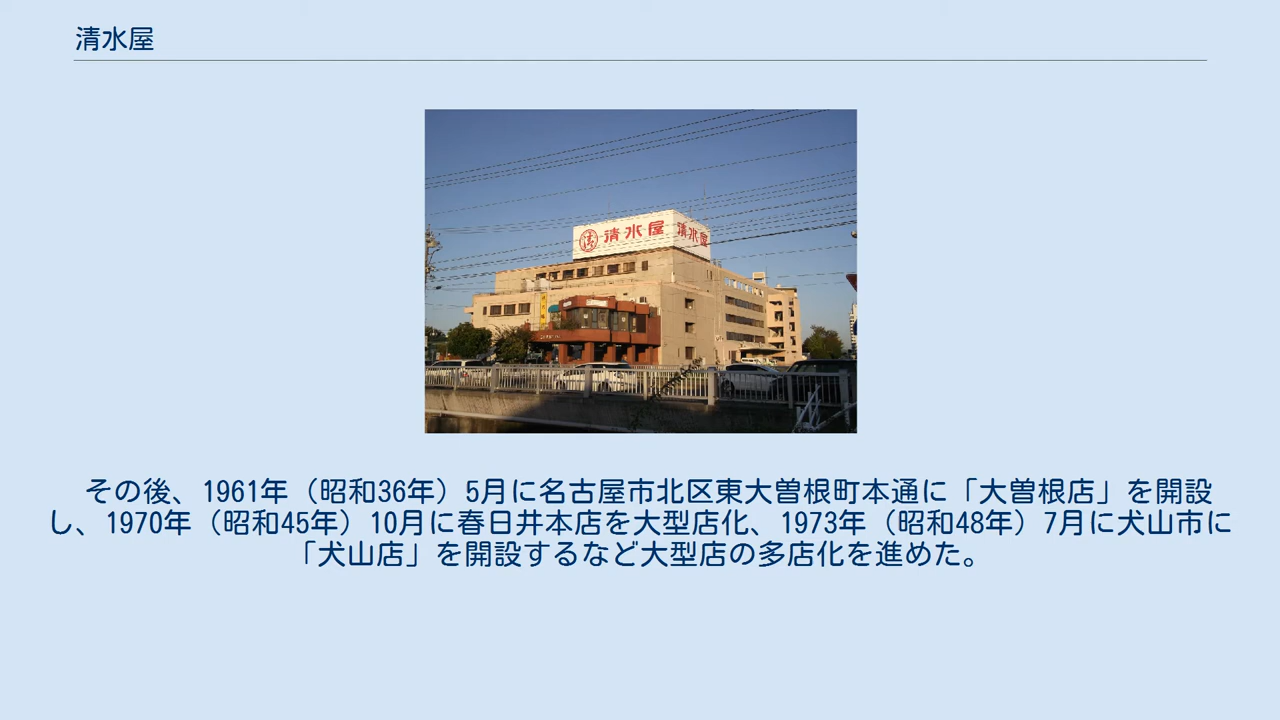 清水屋
清水屋 清水屋
その後、1961年（昭和36年）5月に名古屋市北区東大曽根町本通に「大曽根店」を開設
し、1970年（昭和45年）10月に春日井本店を大型店化、1973年（昭和48年）7月に犬山市に
「犬山店」を開設するなど大型店の多店化を進めた。